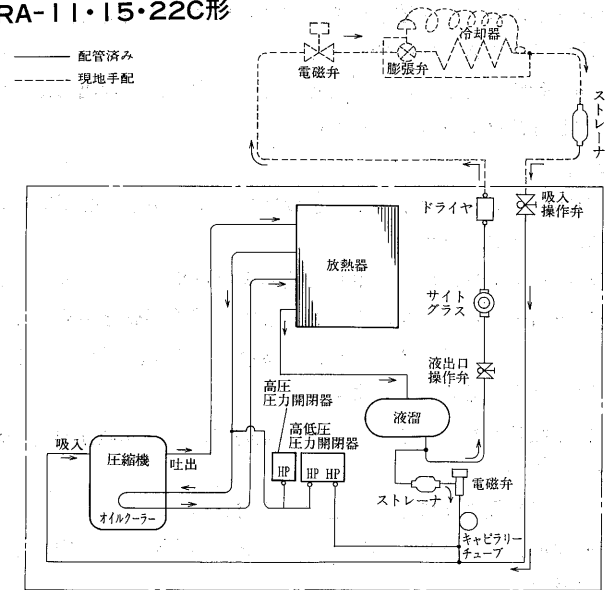 RA-11・15・22C形
配管済み
現地手配
冷却器
電磁弁
膨張弁
ストレーナ
ドライヤ
吸入
操作弁
放熱器
サイト
グラス
液出口
操作弁
高圧
圧力開閉器
液溜
高低圧
圧力開閉器
吸入
圧縮機
吐出
HP
HP HP
電磁弁
ストレーナ
オイルクーラー
キャピラリー
チューブ